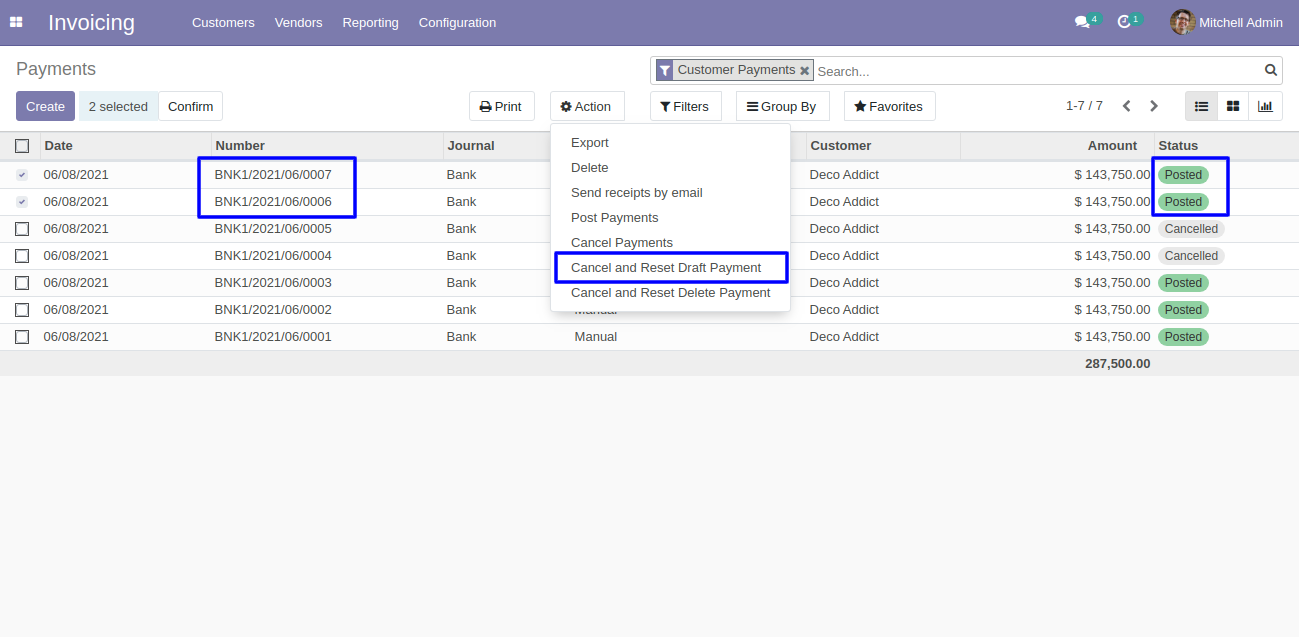 Invoicing Customers Vendors Reporting Configuration 4 1 Mitchell Admin
Payments Customer Payments Search...
Create 2 selected Confirm Print Action Filters Group By Favorites 1-7 / 7
Export
Delete
Send receipts by email
Post Payments
Cancel Payments
Cancel and Reset Draft Payment
Cancel and Reset Delete Payment
Date Number Journal Customer Amount Status
06/08/2021 BNK1/2021/06/0007 Bank Deco Addict $ 143,750.00 Posted
06/08/2021 BNK1/2021/06/0006 Bank Deco Addict $ 143,750.00 Posted
06/08/2021 BNK1/2021/06/0005 Bank Deco Addict $ 143,750.00 Cancelled
06/08/2021 BNK1/2021/06/0004 Bank Deco Addict $ 143,750.00 Cancelled
06/08/2021 BNK1/2021/06/0003 Bank Deco Addict $ 143,750.00 Posted
06/08/2021 BNK1/2021/06/0002 Bank Manual Deco Addict $ 143,750.00 Posted
06/08/2021 BNK1/2021/06/0001 Bank Manual Deco Addict $ 143,750.00 Posted
287,500.00